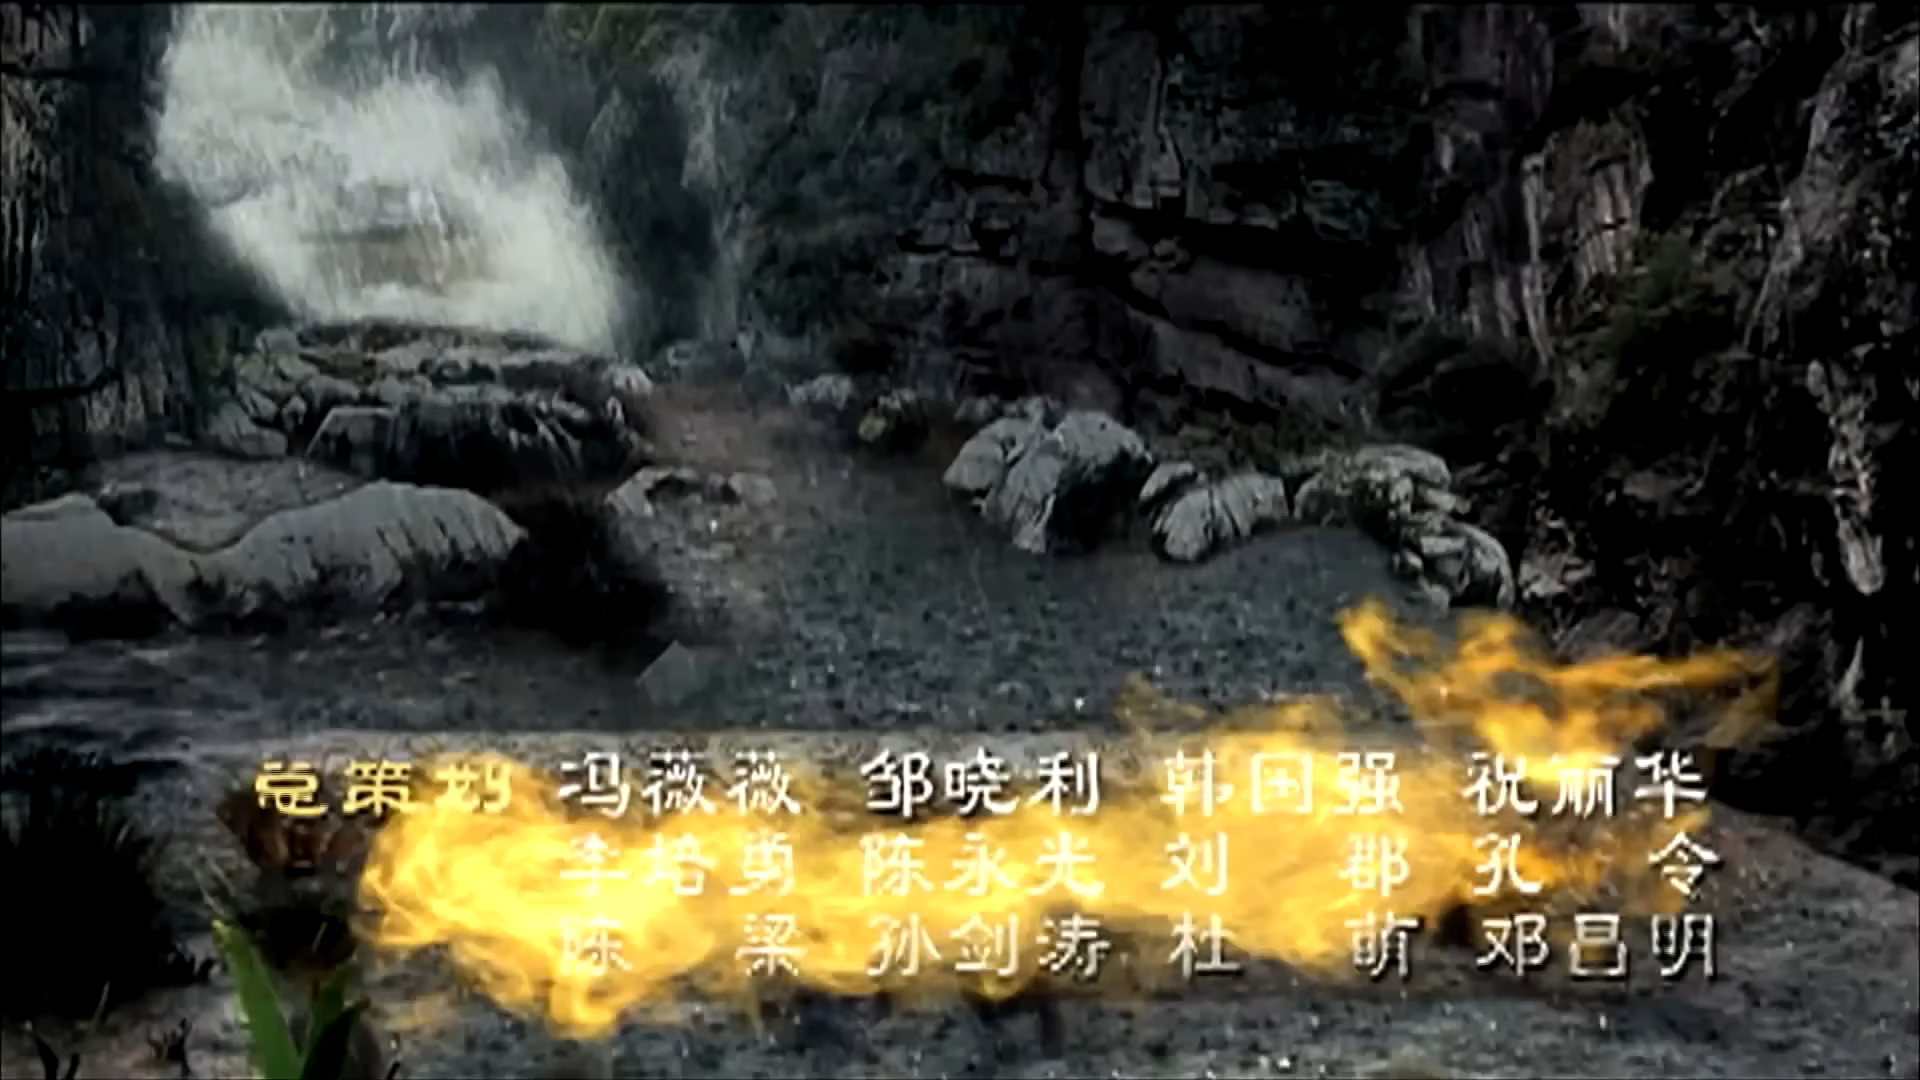 总策划 冯薇薇 邹晓利 韩国强 祝丽华
李培勇 陈永光 刘郡 孔令
陈梁 孙剑涛 杜萌 邓昌明